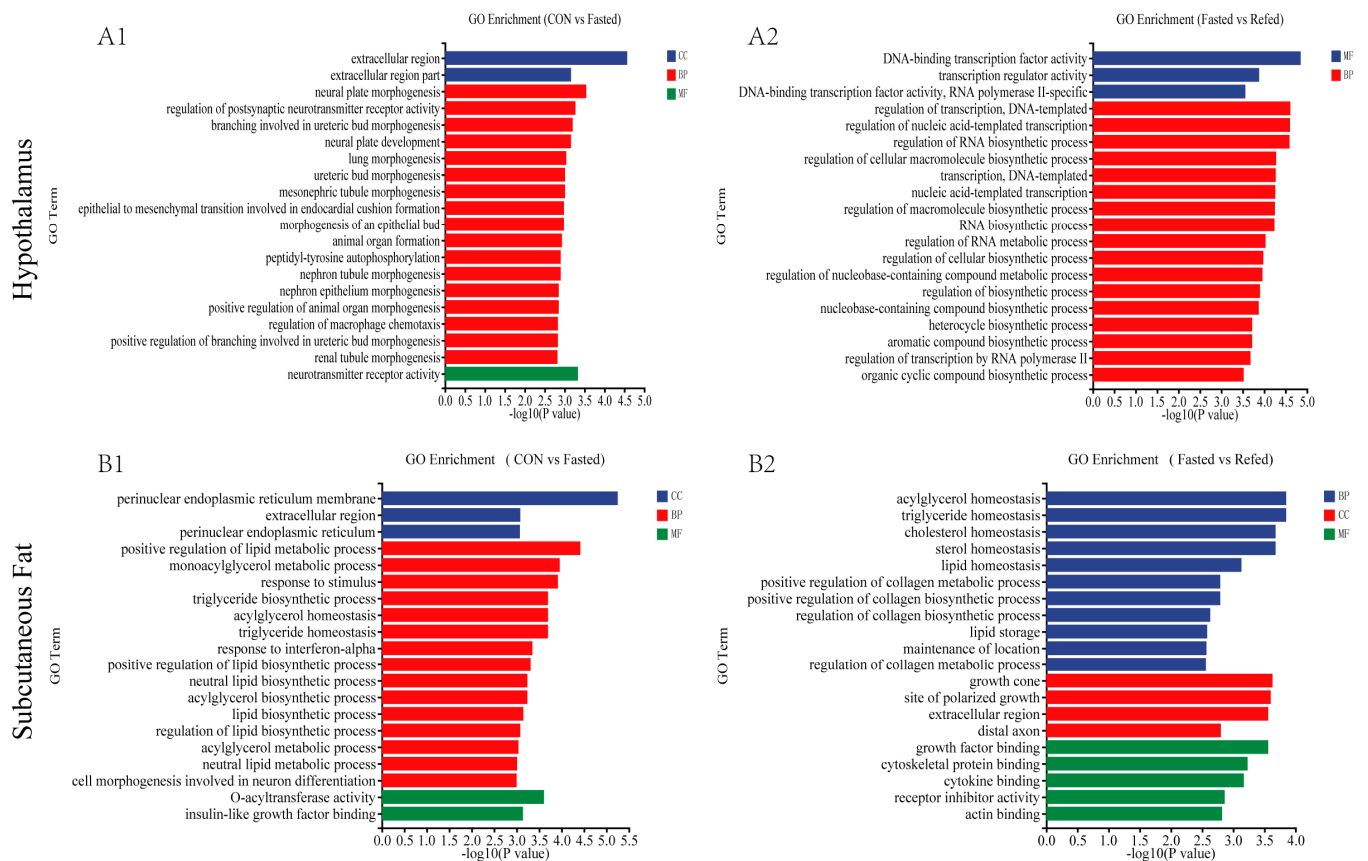 Hypothalamus
A1
GO Enrichment (CON vs Fasted)
GO Term
extracellular region
extracellular region part
neural plate morphogenesis
regulation of postsynaptic neurotransmitter receptor activity
branching involved in ureteric bud morphogenesis
neural plate development
lung morphogenesis
ureteric bud morphogenesis
mesonephric tubule morphogenesis
epithelial to mesenchymal transition involved in endocardial cushion formation
morphogenesis of an epithelial bud
animal organ formation
peptidyl-tyrosine autophosphorylation
nephron tubule morphogenesis
nephron epithelium morphogenesis
positive regulation of animal organ morphogenesis
regulation of macrophage chemotaxis
positive regulation of branching involved in ureteric bud morphogenesis
renal tubule morphogenesis
neurotransmitter receptor activity
0.0 0.5 1.0 1.5 2.0 2.5 3.0 3.5 4.0 4.5 5.0
-log10(P value)
CC
BP
MF
A2
GO Enrichment (Fasted vs Refed)
GO Term
DNA-binding transcription factor activity
transcription regulator activity
DNA-binding transcription factor activity, RNA polymerase II-specific
regulation of transcription, DNA-templated
regulation of nucleic acid-templated transcription
regulation of RNA biosynthetic process
regulation of cellular macromolecule biosynthetic process
transcription, DNA-templated
nucleic acid-templated transcription
regulation of macromolecule biosynthetic process
RNA biosynthetic process
regulation of RNA metabolic process
regulation of cellular biosynthetic process
regulation of nucleobase-containing compound metabolic process
regulation of biosynthetic process
nucleobase-containing compound biosynthetic process
heterocycle biosynthetic process
aromatic compound biosynthetic process
regulation of transcription by RNA polymerase II
organic cyclic compound biosynthetic process
0.0 0.5 1.0 1.5 2.0 2.5 3.0 3.5 4.0 4.5 5.0
-log10(P value)
MF
BP
Subcutaneous Fat
B1
GO Enrichment ( CON vs Fasted)
GO Term
perinuclear endoplasmic reticulum membrane
extracellular region
perinuclear endoplasmic reticulum
positive regulation of lipid metabolic process
monoacylglycerol metabolic process
response to stimulus
triglyceride biosynthetic process
acylglycerol homeostasis
triglyceride homeostasis
response to interferon-alpha
positive regulation of lipid biosynthetic process
neutral lipid biosynthetic process
acylglycerol biosynthetic process
lipid biosynthetic process
regulation of lipid biosynthetic process
acylglycerol metabolic process
neutral lipid metabolic process
cell morphogenesis involved in neuron differentiation
O-acyltransferase activity
insulin-like growth factor binding
0.0 0.5 1.0 1.5 2.0 2.5 3.0 3.5 4.0 4.5 5.0 5.5
-log10(P value)
CC
BP
MF
B2
GO Enrichment ( Fasted vs Refed)
GO Term
acylglycerol homeostasis
triglyceride homeostasis
cholesterol homeostasis
sterol homeostasis
lipid homeostasis
positive regulation of collagen metabolic process
positive regulation of collagen biosynthetic process
regulation of collagen biosynthetic process
lipid storage
maintenance of location
regulation of collagen metabolic process
growth cone
site of polarized growth
extracellular region
distal axon
growth factor binding
cytoskeletal protein binding
cytokine binding
receptor inhibitor activity
actin binding
0.0 0.5 1.0 1.5 2.0 2.5 3.0 3.5 4.0
-log10(P value)
BP
CC
MF